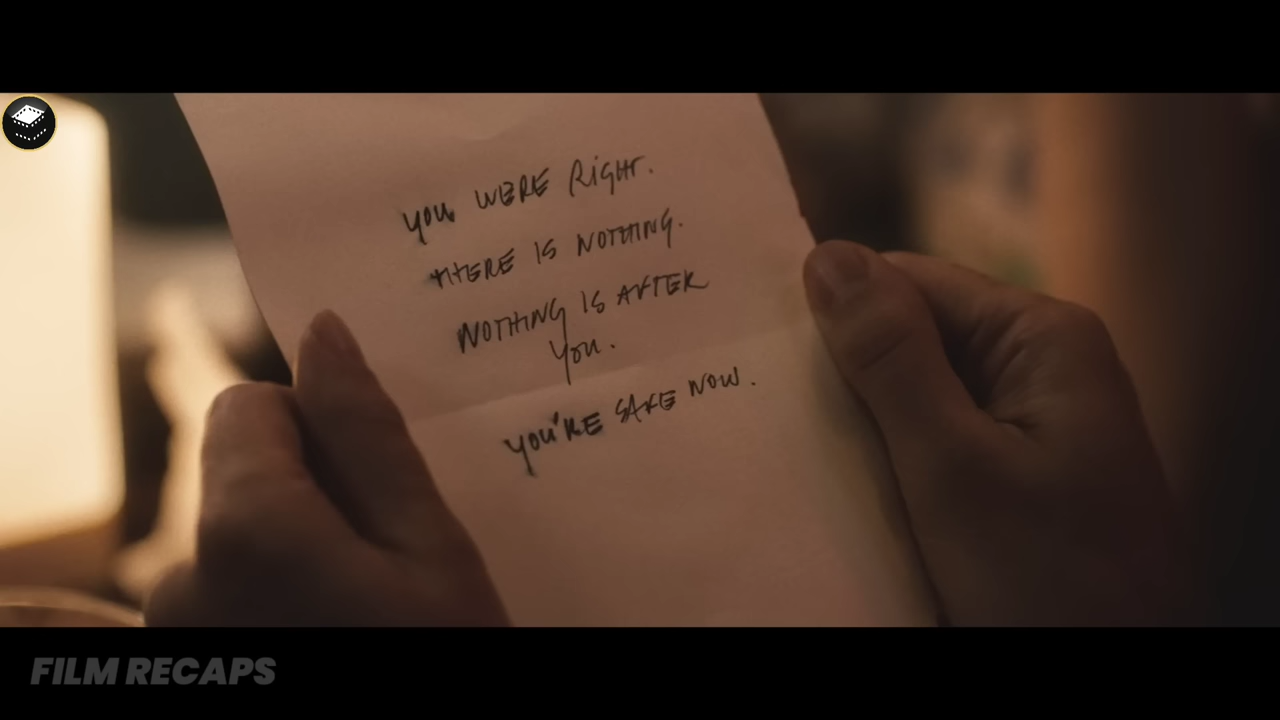 YOU WERE RIGHT.
THERE IS NOTHING.
NOTHING IS AFTER
YOU.
YOU'RE SAFE NOW.
FILM RECAPS